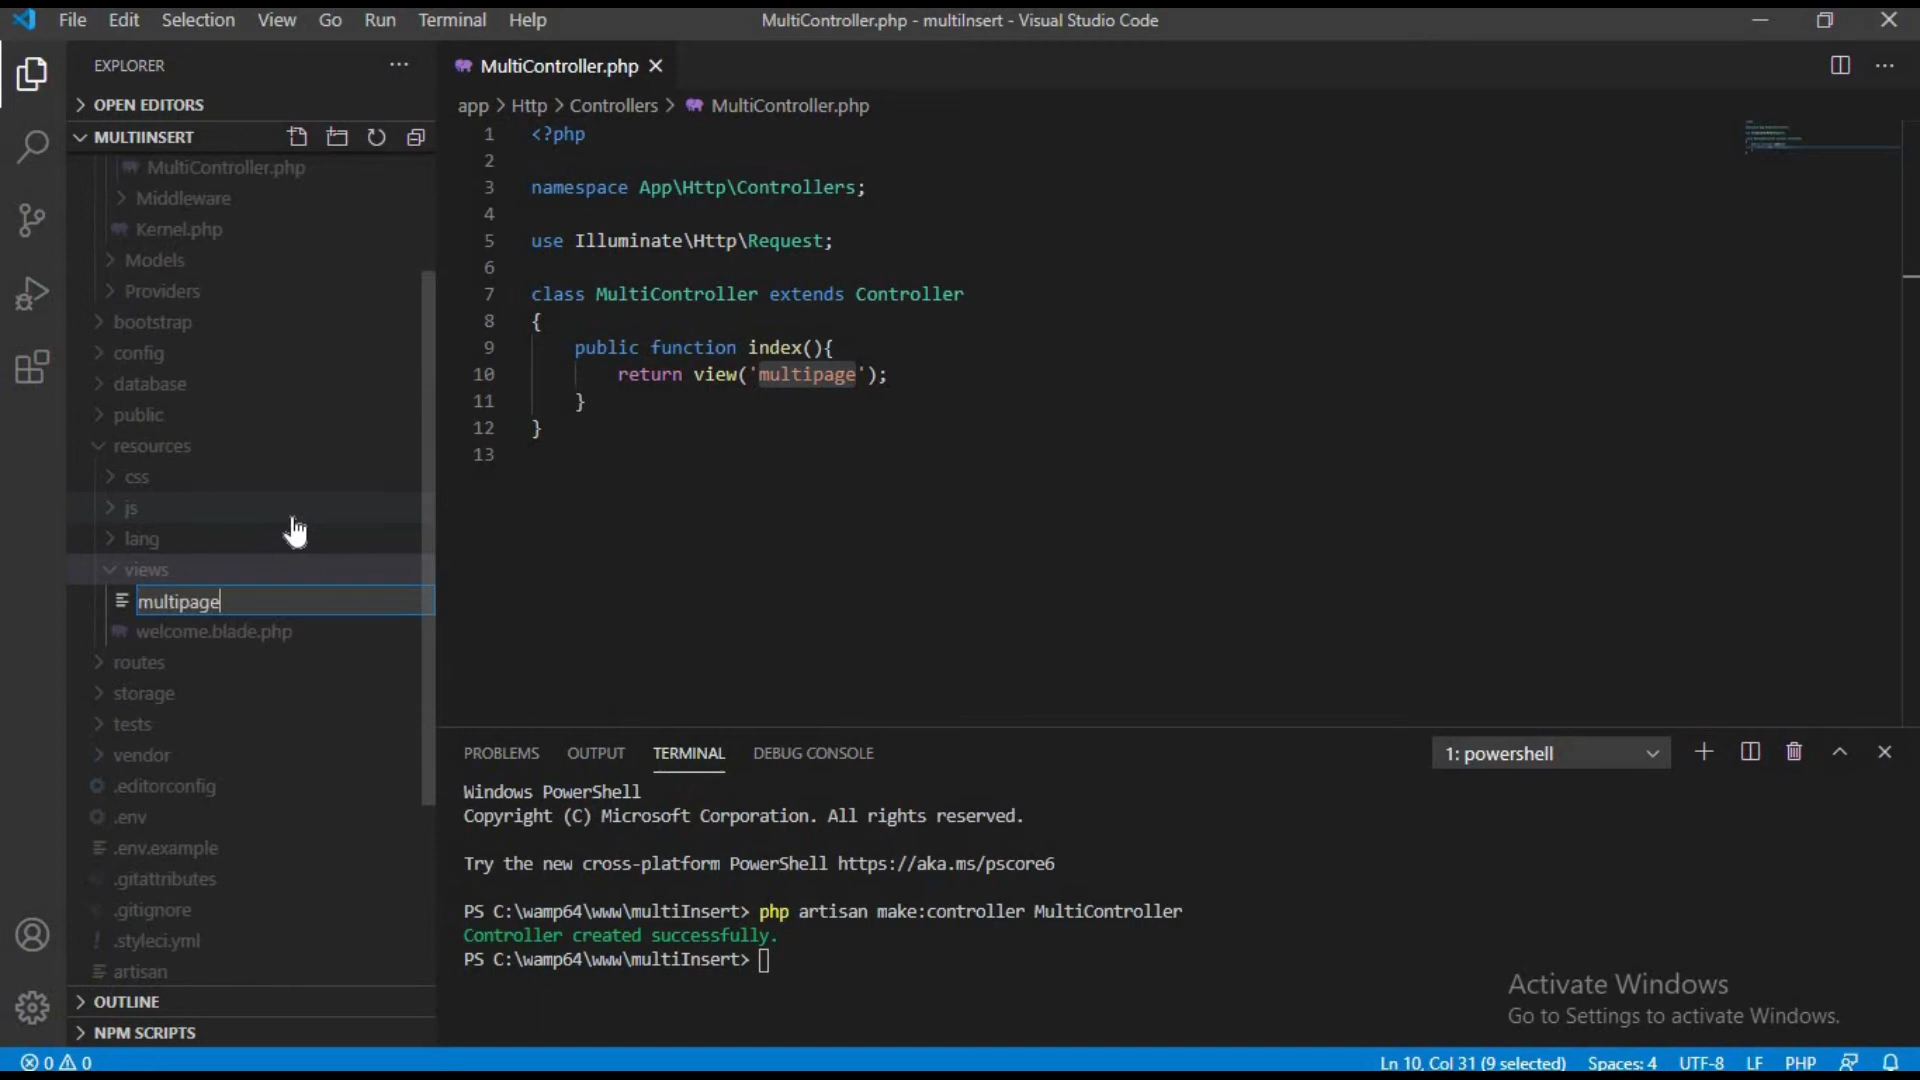 File Edit Selection View Go Run Terminal Help
MultiController.php - multiInsert - Visual Studio Code
EXPLORER
OPEN EDITORS
MULTIINSERT
MultiController.php
Middleware
Kernel.php
Models
Providers
bootstrap
config
database
public
resources
css
js
lang
views
multipage
welcome.blade.php
routes
storage
tests
vendor
.editorconfig
.env
.env.example
.gitattributes
.gitignore
.styleci.yml
artisan
OUTLINE
NPM SCRIPTS
MultiController.php
app > Http > Controllers > MultiController.php
1 <?php
2
3 namespace App\Http\Controllers;
4
5 use Illuminate\Http\Request;
6
7 class MultiController extends Controller
8 {
9 public function index(){
10 return view('multipage');
11 }
12 }
13
PROBLEMS OUTPUT TERMINAL DEBUG CONSOLE
1: powershell
Windows PowerShell
Copyright (C) Microsoft Corporation. All rights reserved.
Try the new cross-platform PowerShell https://aka.ms/pscore6
PS C:\wamp64\www\multiInsert> php artisan make:controller MultiController
Controller created successfully.
PS C:\wamp64\www\multiInsert>
Activate Windows
Go to Settings to activate Windows.
0 0
Ln 10, Col 31 (9 selected) Spaces: 4 UTF-8 LF PHP